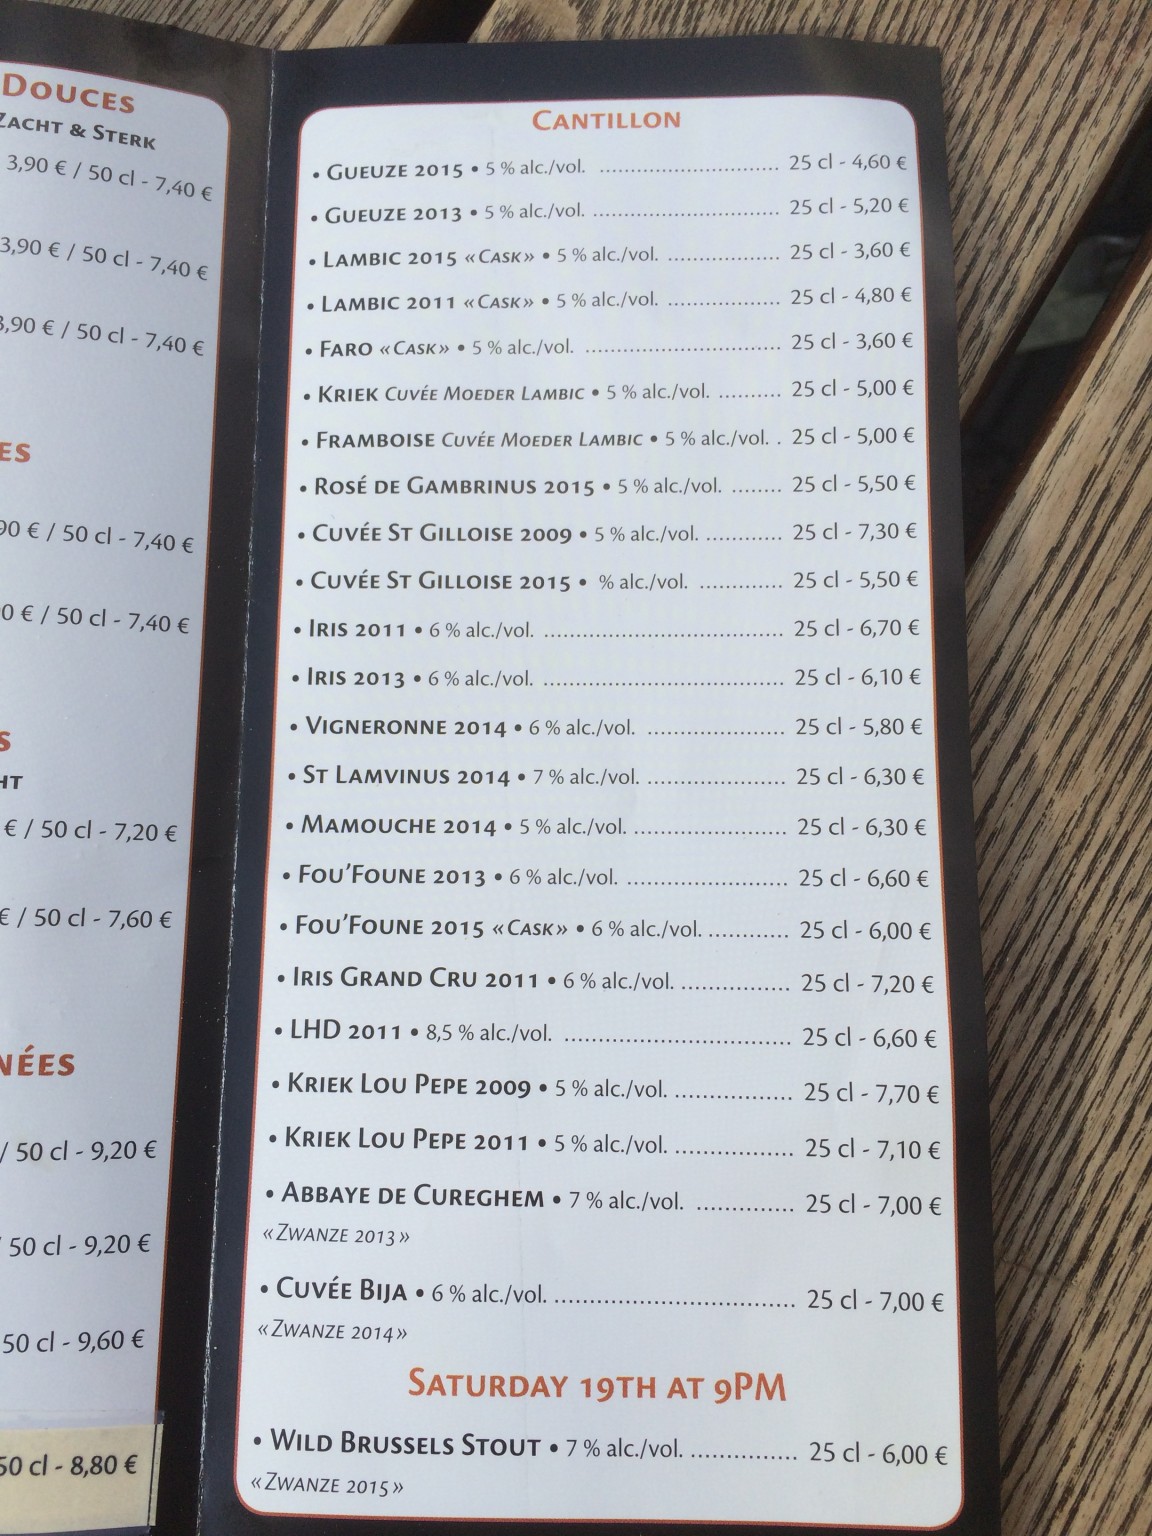 DOUCES
ZACHT & STERK
3,90 € / 50 cl - 7,40 €
3,90 € / 50 cl - 7,40 €
3,90 € / 50 cl - 7,40 €
ES
90 € / 50 cl - 7,40 €
0 € / 50 cl - 7,40 €
S
HT
€ / 50 cl - 7,20 €
€ / 50 cl - 7,60 €
NÉES
/ 50 cl - 9,20 €
50 cl - 9,20 €
50 cl - 9,60 €
50 cl - 8,80 €
CANTILLON
• GUEUZE 2015 • 5 % alc./vol. .................................. 25 cl - 4,60 €
• GUEUZE 2013 • 5 % alc./vol. ................................... 25 cl - 5,20 €
• LAMBIC 2015 «CASK» • 5 % alc./vol. ..................... 25 cl - 3,60 €
• LAMBIC 2011 «CASK» • 5 % alc./vol. ..................... 25 cl - 4,80 €
• FARO «CASK» • 5 % alc./vol. .................................... 25 cl - 3,60 €
• KRIEK CUVÉE MOEDER LAMBIC • 5 % alc./vol. .......... 25 cl - 5,00 €
• FRAMBOISE CUVÉE MOEDER LAMBIC • 5 % alc./vol. . 25 cl - 5,00 €
• ROSÉ DE GAMBRINUS 2015 • 5 % alc./vol. ........ 25 cl - 5,50 €
• CUVÉE ST GILLOISE 2009 • 5 % alc./vol. ............ 25 cl - 7,30 €
• CUVÉE ST GILLOISE 2015 • % alc./vol. ............. 25 cl - 5,50 €
• IRIS 2011 • 6 % alc./vol. ........................................... 25 cl - 6,70 €
• IRIS 2013 • 6 % alc./vol. ........................................... 25 cl - 6,10 €
• VIGNERONNE 2014 • 6 % alc./vol. ........................ 25 cl - 5,80 €
• ST LAMVINUS 2014 • 7 % alc./vol. ........................ 25 cl - 6,30 €
• MAMOUCHE 2014 • 5 % alc./vol. .......................... 25 cl - 6,30 €
• FOU'FOUNE 2013 • 6 % alc./vol. ........................... 25 cl - 6,60 €
• FOU'FOUNE 2015 «CASK» • 6 % alc./vol. ............. 25 cl - 6,00 €
• IRIS GRAND CRU 2011 • 6 % alc./vol. .................. 25 cl - 7,20 €
• LHD 2011 • 8,5 % alc./vol. ...................................... 25 cl - 6,60 €
• KRIEK LOU PEPE 2009 • 5 % alc./vol. ................... 25 cl - 7,70 €
• KRIEK LOU PEPE 2011 • 5 % alc./vol. ................... 25 cl - 7,10 €
• ABBAYE DE CUREGHEM • 7 % alc./vol. ................ 25 cl - 7,00 €
«ZWANZE 2013»
• CUVÉE BIJA • 6 % alc./vol. ....................................... 25 cl - 7,00 €
«ZWANZE 2014»
SATURDAY 19TH AT 9PM
• WILD BRUSSELS STOUT • 7 % alc./vol. ................. 25 cl - 6,00 €
«ZWANZE 2015»